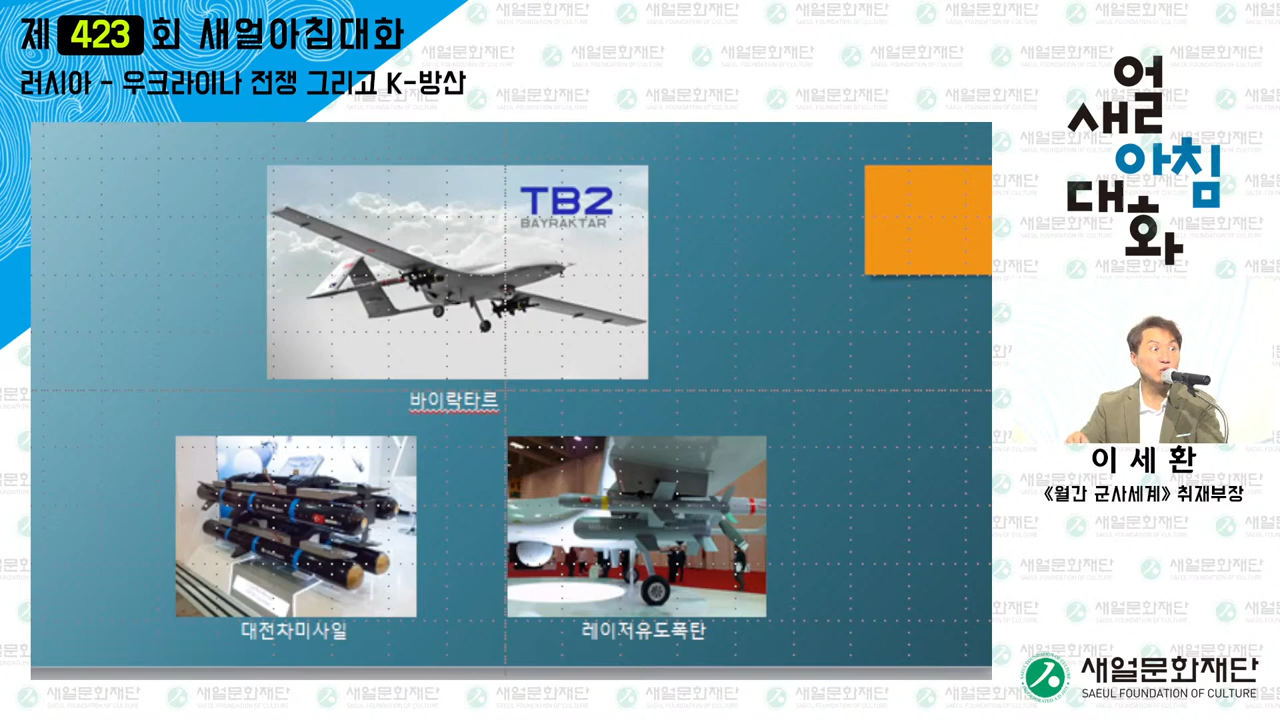 제 423 회 새얼아침대화
러시아 - 우크라이나 전쟁 그리고 K-방산
TB2
BAYRAKTAR
바이락타르
대전차미사일
레이저유도폭탄
새얼
아침
대화
이 세 환
《월간 군사세계》 취재부장
새얼문화재단
SAEUL FOUNDATION OF CULTURE